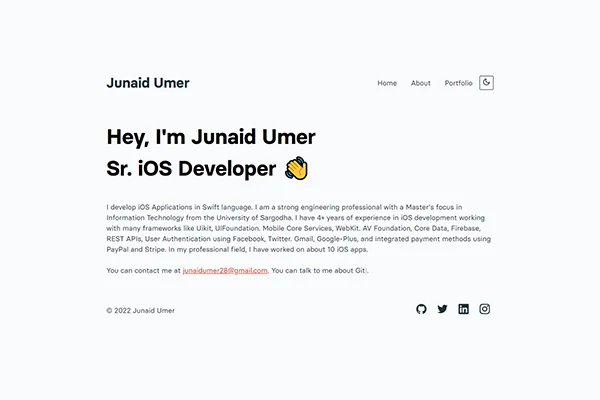 Junaid Umer
Home About Portfolio
Hey, I'm Junaid Umer
Sr. iOS Developer 👋
I develop iOS Applications in Swift language. I am a strong engineering professional with a Master's focus in
Information Technology from the University of Sargodha. I have 4+ years of experience in iOS development working
with many frameworks like Uikit, UIFoundation. Mobile Core Services, WebKit. AV Foundation, Core Data, Firebase,
REST APIs, User Authentication using Facebook, Twitter. Gmail, Google-Plus, and integrated payment methods using
PayPal and Stripe. In my professional field, I have worked on about 10 iOS apps.
You can contact me at junaidumer28@gmail.com. You can talk to me about Git
© 2022 Junaid Umer